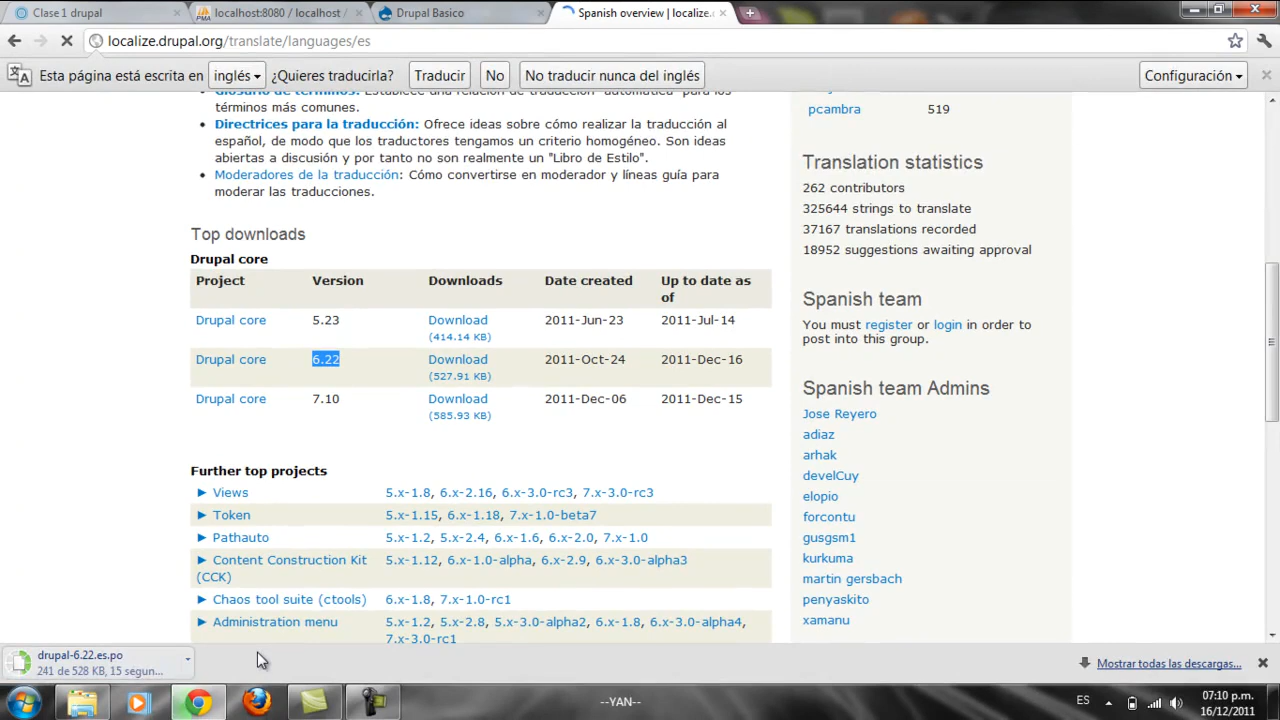 Clase 1 drupal
localhost:8080 / localhost /
Drupal Basico
Spanish overview | localize.
localize.drupal.org/translate/languages/es
Esta página está escrita en inglés ¿Quieres traducirla? Traducir No No traducir nunca del inglés Configuración
Glosario de términos: Establece una relación de traducción "automática" para los
términos más comunes.
Directrices para la traducción: Ofrece ideas sobre cómo realizar la traducción al
español, de modo que los traductores tengamos un criterio homogéneo. Son ideas
abiertas a discusión y por tanto no son realmente un "Libro de Estilo".
Moderadores de la traducción: Cómo convertirse en moderador y líneas guía para
moderar las traducciones.
Top downloads
Drupal core
Project Version Downloads Date created Up to date as
of
Drupal core 5.23 Download 2011-Jun-23 2011-Jul-14
(414.14 KB)
Drupal core 6.22 Download 2011-Oct-24 2011-Dec-16
(527.91 KB)
Drupal core 7.10 Download 2011-Dec-06 2011-Dec-15
(585.93 KB)
Further top projects
Views 5.x-1.8, 6.x-2.16, 6.x-3.0-rc3, 7.x-3.0-rc3
Token 5.x-1.15, 6.x-1.18, 7.x-1.0-beta7
Pathauto 5.x-1.2, 5.x-2.4, 6.x-1.6, 6.x-2.0, 7.x-1.0
Content Construction Kit 5.x-1.12, 6.x-1.0-alpha, 6.x-2.9, 6.x-3.0-alpha3
(CCK)
Chaos tool suite (ctools) 6.x-1.8, 7.x-1.0-rc1
Administration menu 5.x-1.2, 5.x-2.8, 5.x-3.0-alpha2, 6.x-1.8, 6.x-3.0-alpha4,
7.x-3.0-rc1
pcambra 519
Translation statistics
262 contributors
325644 strings to translate
37167 translations recorded
18952 suggestions awaiting approval
Spanish team
You must register or login in order to
post into this group.
Spanish team Admins
Jose Reyero
adiaz
arhak
develCuy
elopio
forcontu
gusgsm1
kurkuma
martin gersbach
penyaskito
xamanu
drupal-6.22.es.po
241 de 528 KB, 15 segun...
Mostrar todas las descargas...
--YAN--
ES
07:10 p.m.
16/12/2011